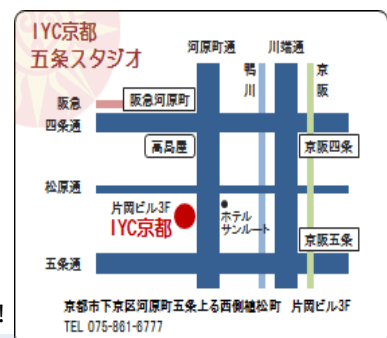 IYC京都
五条スタジオ
河原町通
川端通
鴨川
京阪
阪急
阪急河原町
四条通
高島屋
京阪四条
松原通
片岡ビル3F
IYC京都
ホテル
サンルート
京阪五条
五条通
京都市下京区河原町五条上る西側植松町 片岡ビル3F
TEL 075-861-6777
!